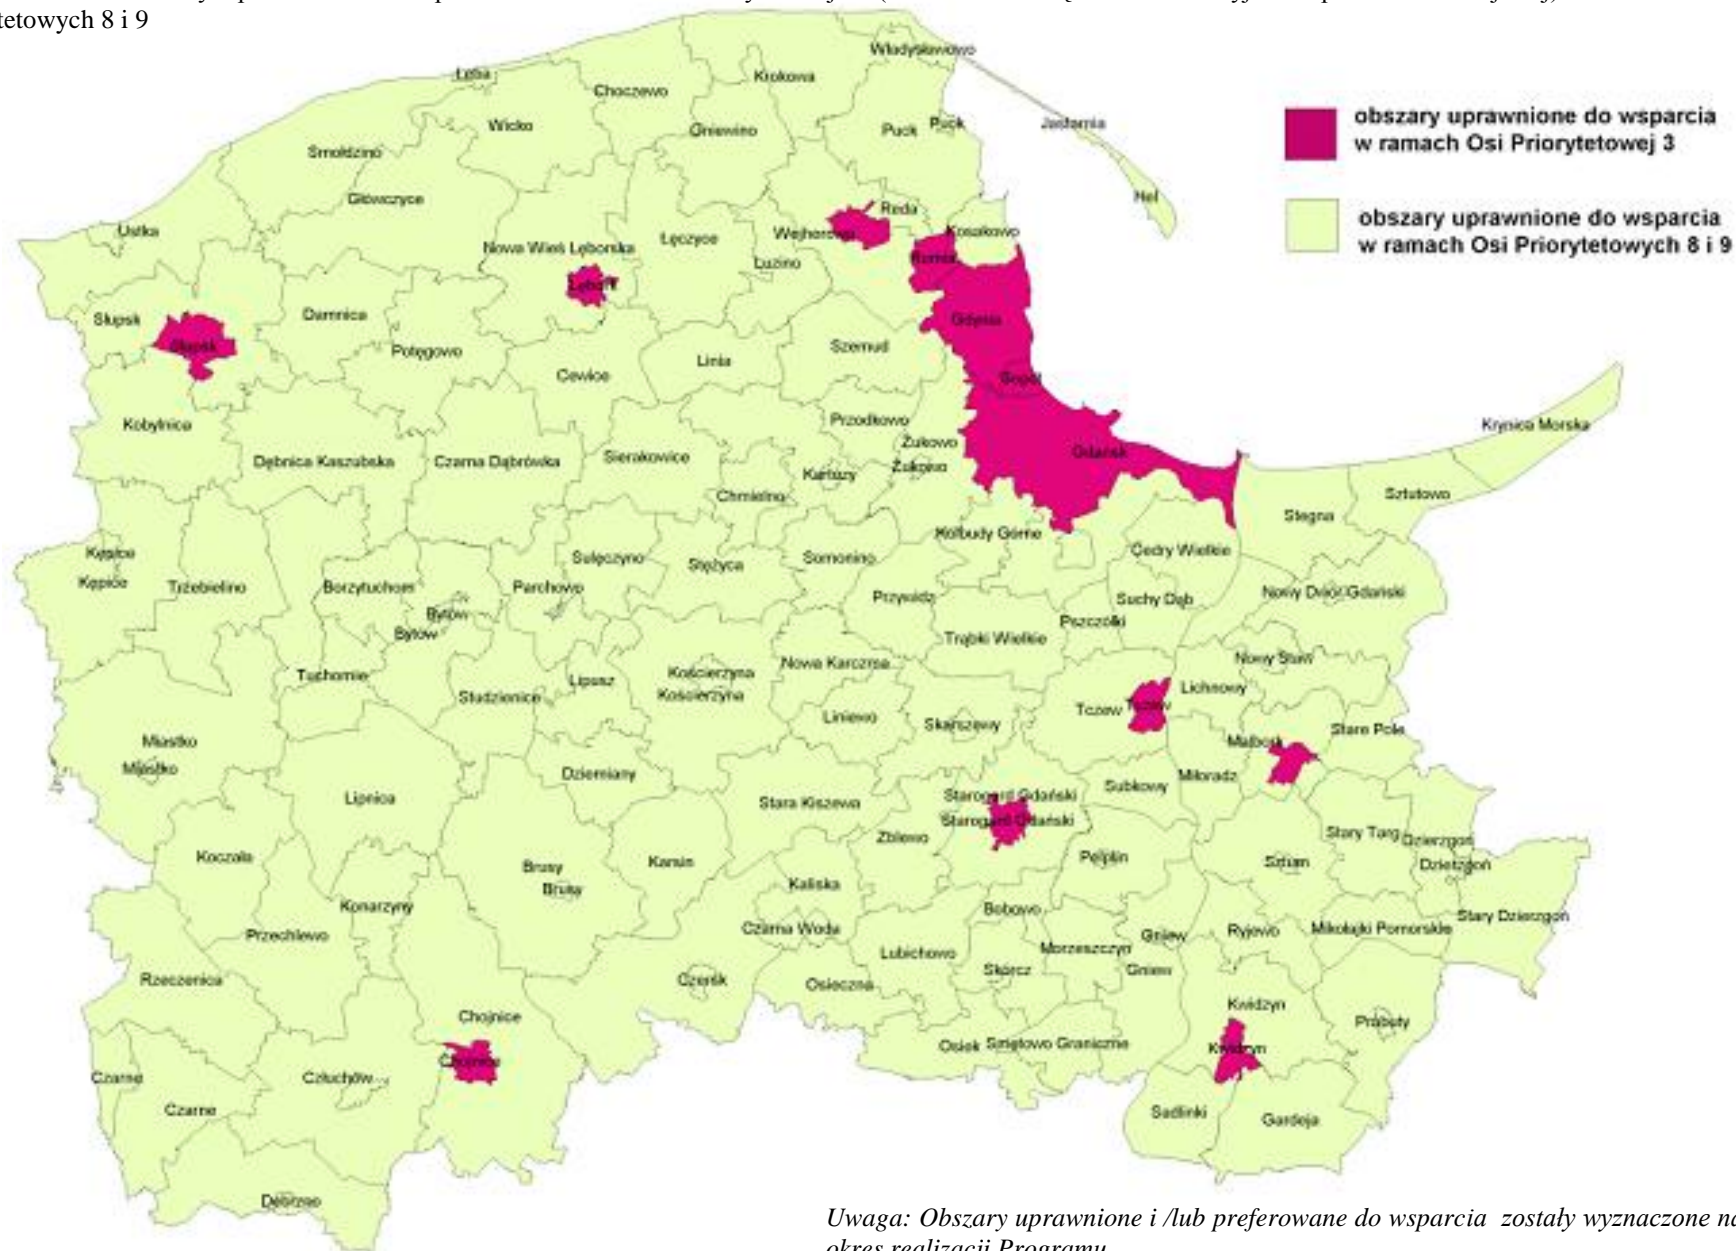 tetowych 8 i 9
Władysławowo
Łeba
Krokowa
Choczewo
obszary uprawnione do wsparcia
w ramach Osi Priorytetowej 3
Wicko
Gniewino
Puck
Puck
Jastarnia
Smołdzino
Główczyce
Hel
Reda
obszary uprawnione do wsparcia
w ramach Osi Priorytetowych 8 i 9
Ustka
Wejherowo
Kosakowo
Nowa Wieś Lęborska
Łęczyce
Luzino
Rumia
Lębork
Słupsk
Damnica
Gdynia
Słupsk
Potęgowo
Szemud
Linia
Cewice
Sopot
Kobylnica
Przodkowo
Krynica Morska
Żukowo
Gdańsk
Dębnica Kaszubska
Czarna Dąbrówka
Sierakowice
Żukowo
Kartuzy
Chmielno
Sztutowo
Stegna
Kolbudy Górne
Cedry Wielkie
Kępice
Sulęczyno
Stężyca
Somonino
Kępice
Trzebielino
Borzytuchom
Parchowo
Przywidz
Suchy Dąb
Nowy Dwór Gdański
Bytów
Bytów
Pszczółki
Trąbki Wielkie
Nowa Karczma
Nowy Staw
Tuchomie
Lipusz
Kościerzyna
Kościerzyna
Studzienice
Lichnowy
Tczew
Tczew
Liniewo
Skarszewy
Stare Pole
Miastko
Malbork
Miastko
Dziemiany
Miłoradz
Subkowy
Lipnica
Stara Kiszewa
Starogard Gdański
Starogard Gdański
Zblewo
Stary Targ
Dzierzgoń
Koczała
Pelplin
Sztum
Dzierzgoń
Brusy
Karsin
Brusy
Kaliska
Konarzyny
Bobowo
Stary Dzierzgoń
Przechlewo
Czarna Woda
Gniew
Ryjewo
Mikołajki Pomorskie
Lubichowo
Morzeszczyn
Rzeczenica
Czersk
Osieczna
Skórcz
Gniew
Kwidzyn
Chojnice
Prabuty
Osiek
Smętowo Graniczne
Kwidzyn
Chojnice
Czarne
Człuchów
Czarne
Sadlinki
Gardeja
Debrzno
Uwaga: Obszary uprawnione i /lub preferowane do wsparcia zostały wyznaczone na
okres realizacji Programu